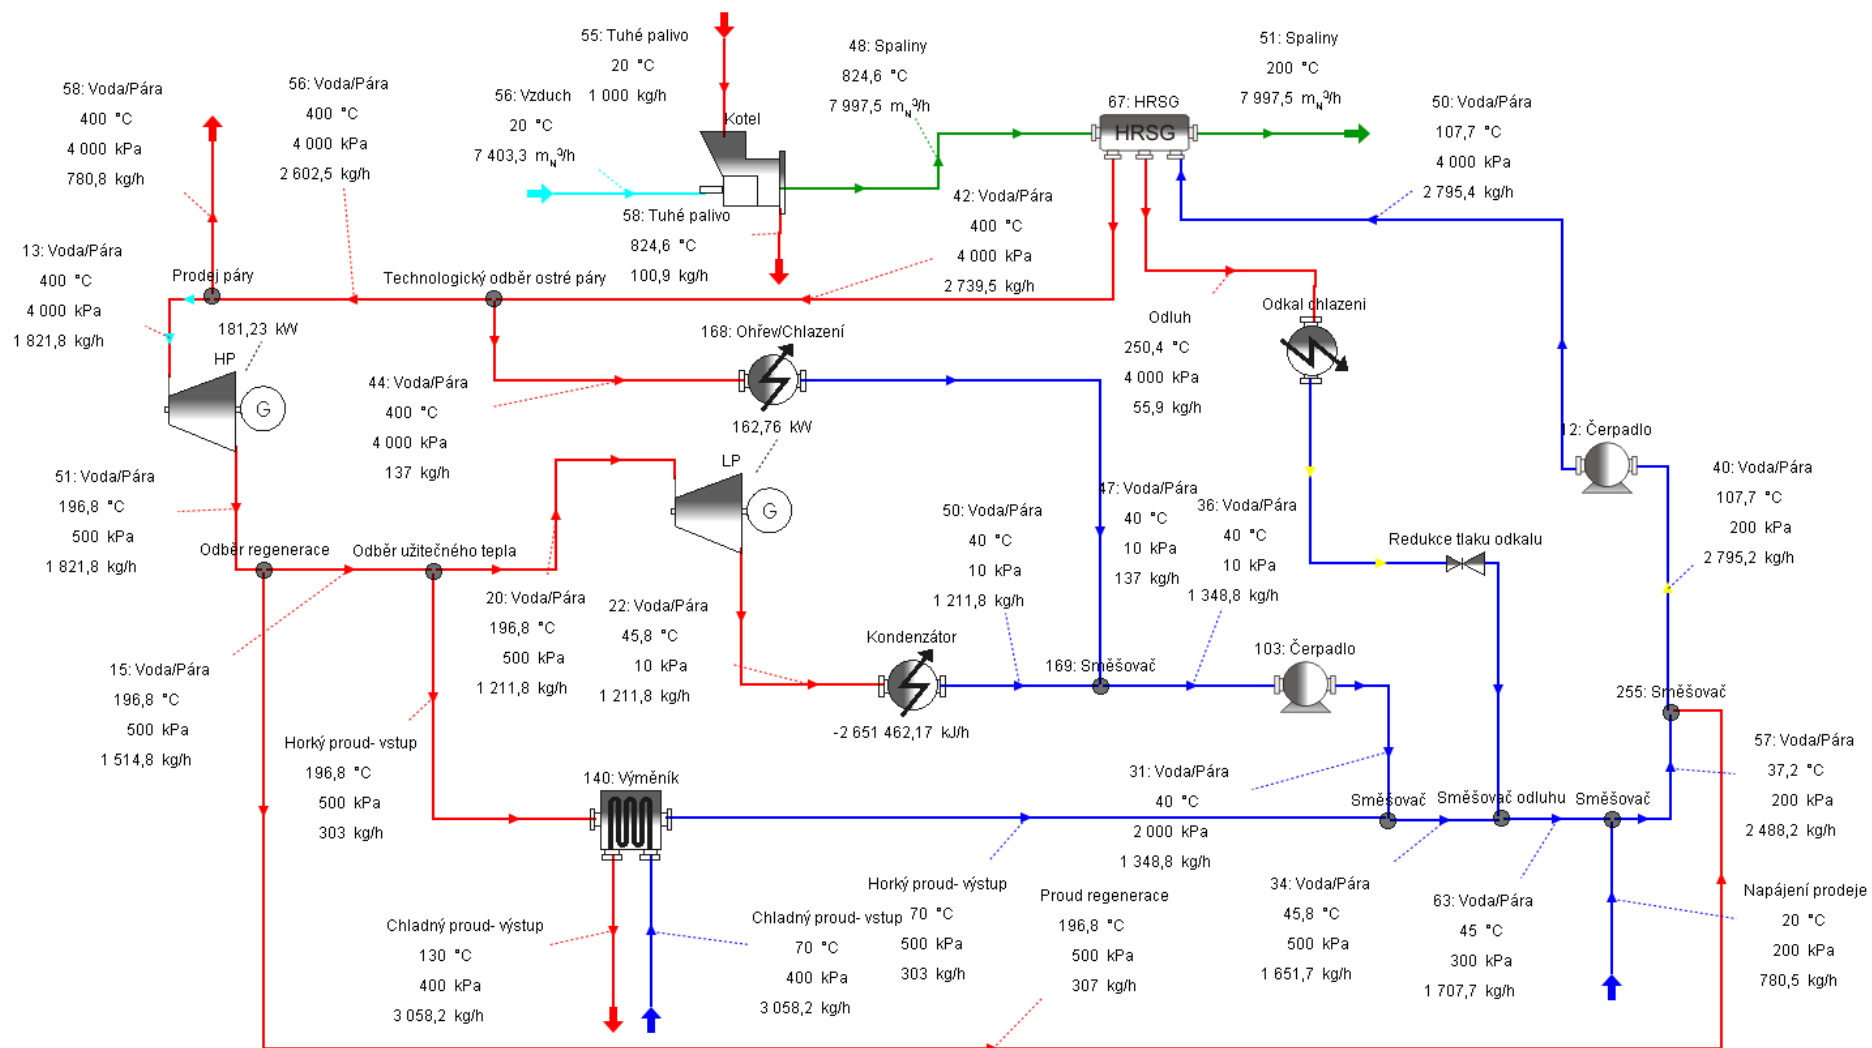 55: Tuhé palivo
20 °C
1 000 kg/h
48: Spaliny
824,6 °C
7 997,5 mN³/h
51: Spaliny
200 °C
7 997,5 mN³/h
58: Voda/Pára
400 °C
4 000 kPa
780,8 kg/h
56: Voda/Pára
400 °C
4 000 kPa
2 602,5 kg/h
56: Vzduch
20 °C
7 403,3 mN³/h
Kotel
67: HRSG
HRSG
50: Voda/Pára
107,7 °C
4 000 kPa
2 795,4 kg/h
58: Tuhé palivo
824,6 °C
100,9 kg/h
42: Voda/Pára
400 °C
4 000 kPa
2 739,5 kg/h
13: Voda/Pára
400 °C
4 000 kPa
1 821,8 kg/h
Prodej páry
Technologický odběr ostré páry
181,23 kW
HP
G
168: Ohřev/Chlazení
Odluh
250,4 °C
4 000 kPa
55,9 kg/h
Odkal chlazení
44: Voda/Pára
400 °C
4 000 kPa
137 kg/h
162,76 kW
LP
G
12: Čerpadlo
51: Voda/Pára
196,8 °C
500 kPa
1 821,8 kg/h
40: Voda/Pára
107,7 °C
200 kPa
2 795,2 kg/h
47: Voda/Pára
40 °C
10 kPa
137 kg/h
50: Voda/Pára
40 °C
10 kPa
1 211,8 kg/h
36: Voda/Pára
40 °C
10 kPa
1 348,8 kg/h
Redukce tlaku odkalu
Odběr regenerace
Odběr užitečného tepla
20: Voda/Pára
196,8 °C
500 kPa
1 211,8 kg/h
22: Voda/Pára
45,8 °C
10 kPa
1 211,8 kg/h
Kondenzátor
-2 651 462,17 kJ/h
169: Směšovač
103: Čerpadlo
255: Směšovač
15: Voda/Pára
196,8 °C
500 kPa
1 514,8 kg/h
Horký proud- vstup
196,8 °C
500 kPa
303 kg/h
140: Výměník
31: Voda/Pára
40 °C
2 000 kPa
1 348,8 kg/h
Směšovač
Směšovač odluhu
Směšovač
57: Voda/Pára
37,2 °C
200 kPa
2 488,2 kg/h
Chladný proud- výstup
130 °C
400 kPa
3 058,2 kg/h
Chladný proud- vstup
70 °C
400 kPa
3 058,2 kg/h
Horký proud- výstup
70 °C
500 kPa
303 kg/h
Proud regenerace
196,8 °C
500 kPa
307 kg/h
34: Voda/Pára
45,8 °C
500 kPa
1 651,7 kg/h
63: Voda/Pára
45 °C
300 kPa
1 707,7 kg/h
Napájení prodeje
20 °C
200 kPa
780,5 kg/h